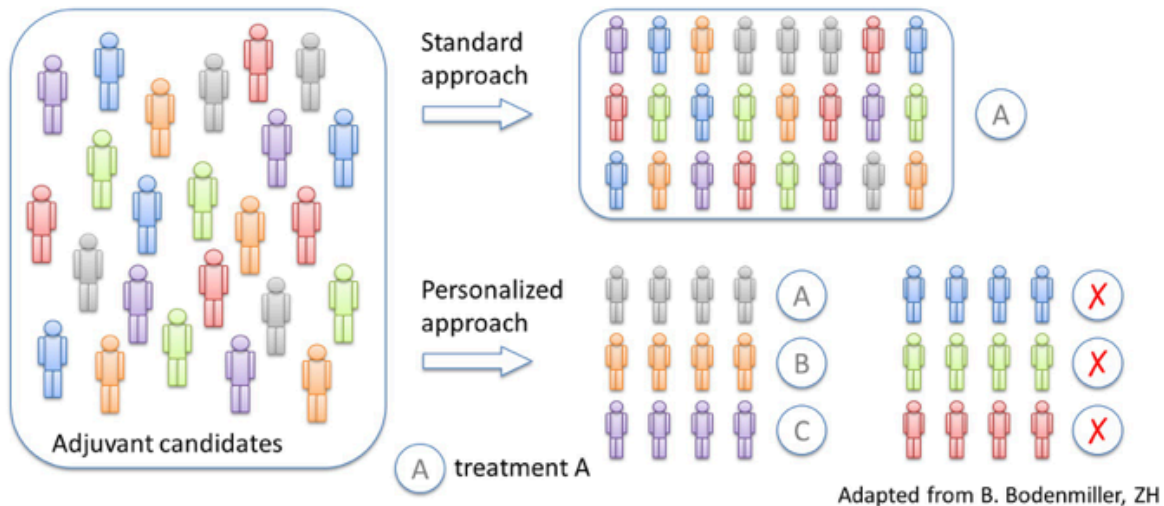 Standard
approach
A
Personalized
approach
A
X
B
X
C
X
Adjuvant candidates
A treatment A
Adapted from B. Bodenmiller, ZH